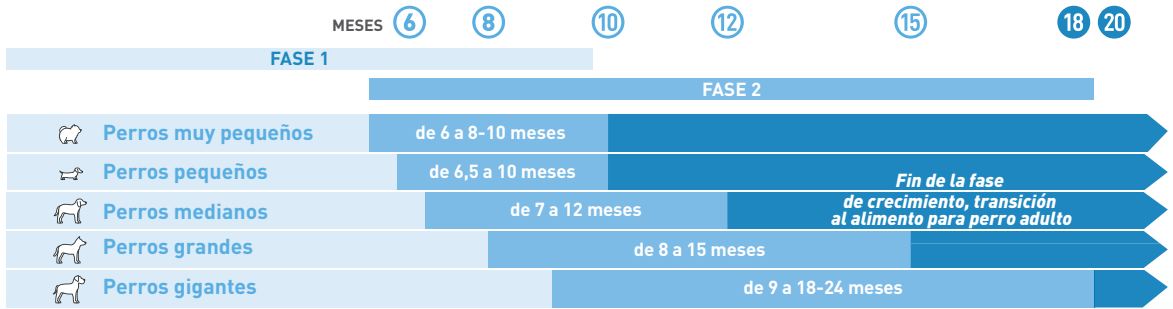 MESES 6 8 10 12 15 18 20
FASE 1
FASE 2
Perros muy pequeños de 6 a 8-10 meses
Perros pequeños de 6,5 a 10 meses
Fin de la fase
de crecimiento, transición
al alimento para perro adulto
Perros medianos de 7 a 12 meses
Perros grandes de 8 a 15 meses
Perros gigantes de 9 a 18-24 meses